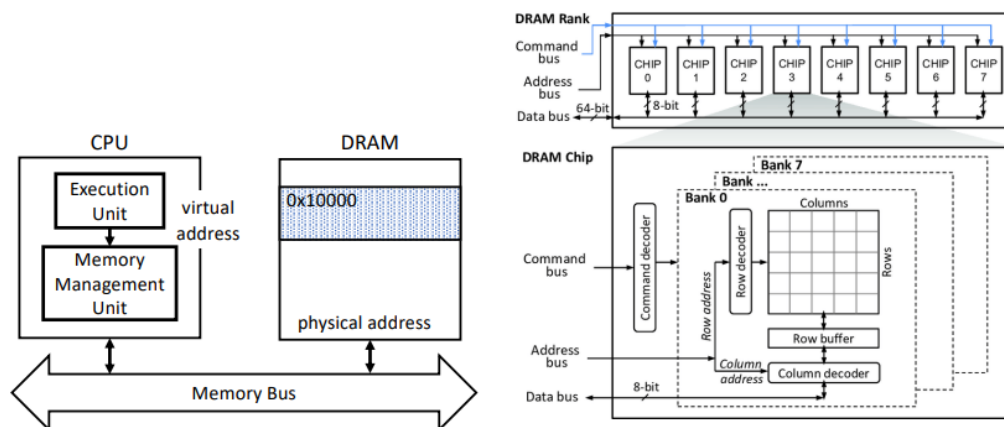 CPU
Execution
Unit
virtual
address
Memory
Management
Unit
DRAM
0x10000
physical address
Memory Bus
DRAM Rank
Command
bus
Address
bus
64-bit
Data bus
8-bit
CHIP
0
CHIP
1
CHIP
2
CHIP
3
CHIP
4
CHIP
5
CHIP
6
CHIP
7
DRAM Chip
Bank 7
Bank ...
Bank 0
Columns
Rows
Command
bus
Command decoder
Row address
Row decoder
Row buffer
Address
bus
Column
address
Column decoder
Data bus
8-bit